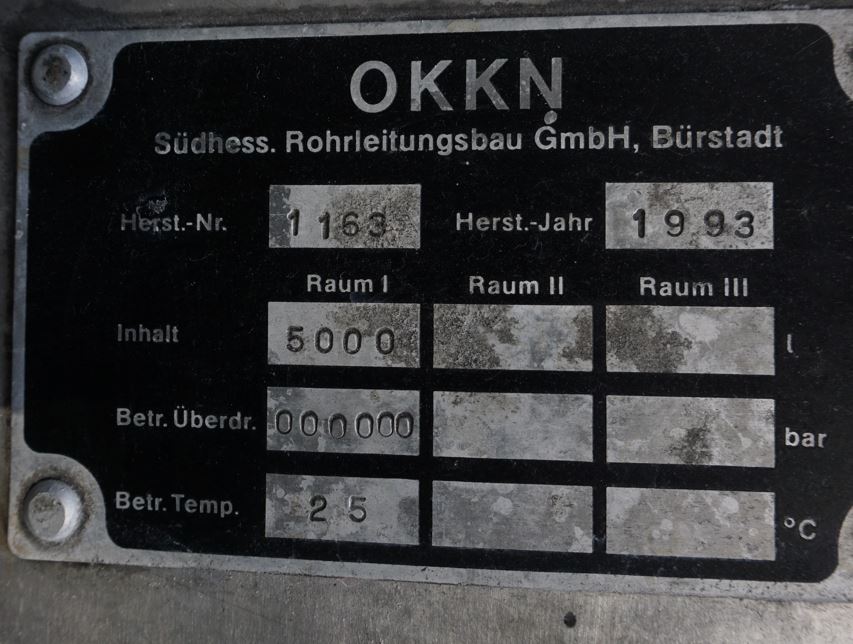 OKKN
Südhess. Rohrleitungsbau GmbH, Bürstadt
Herst.-Nr. 1163 Herst.-Jahr 1993
Raum I Raum II Raum III
Inhalt 5000 l
Betr. Überdr. 000000 bar
Betr. Temp. 25 °C